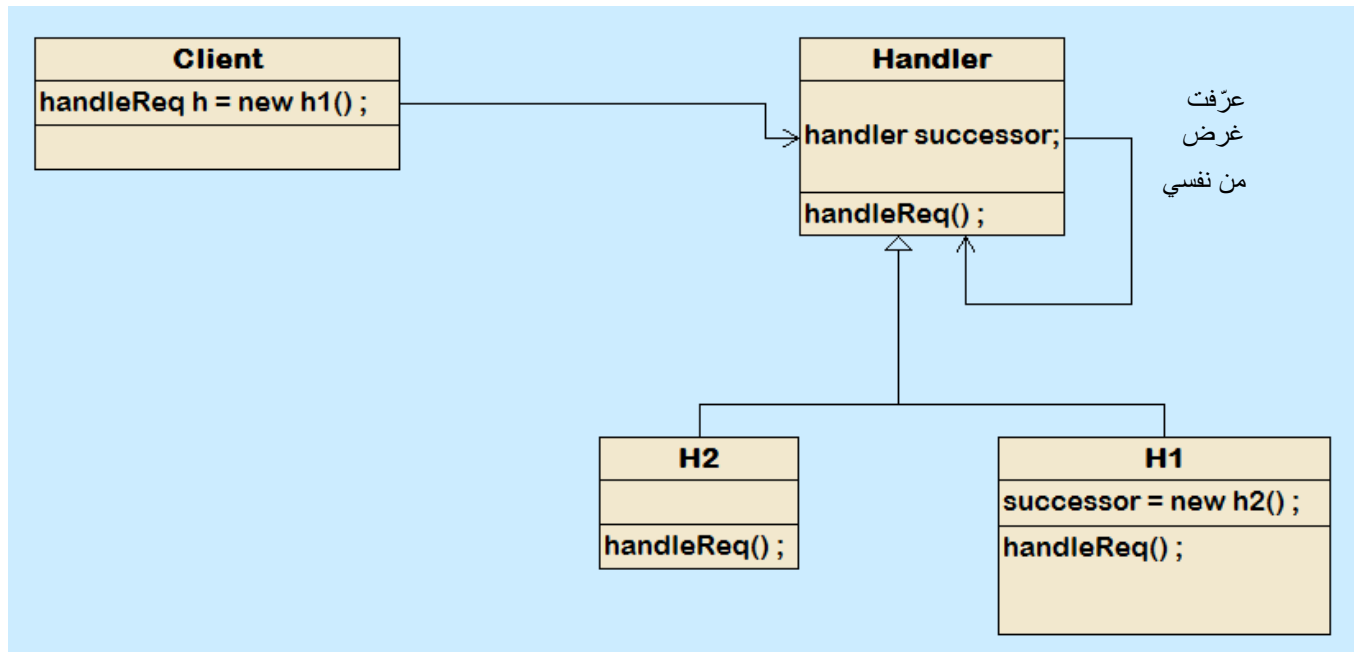 Client
handleReq h = new h1() ;
Handler
handler successor;
handleReq() ;
عرّفت
غرض
من نفسي
H2
handleReq() ;
H1
successor = new h2() ;
handleReq() ;